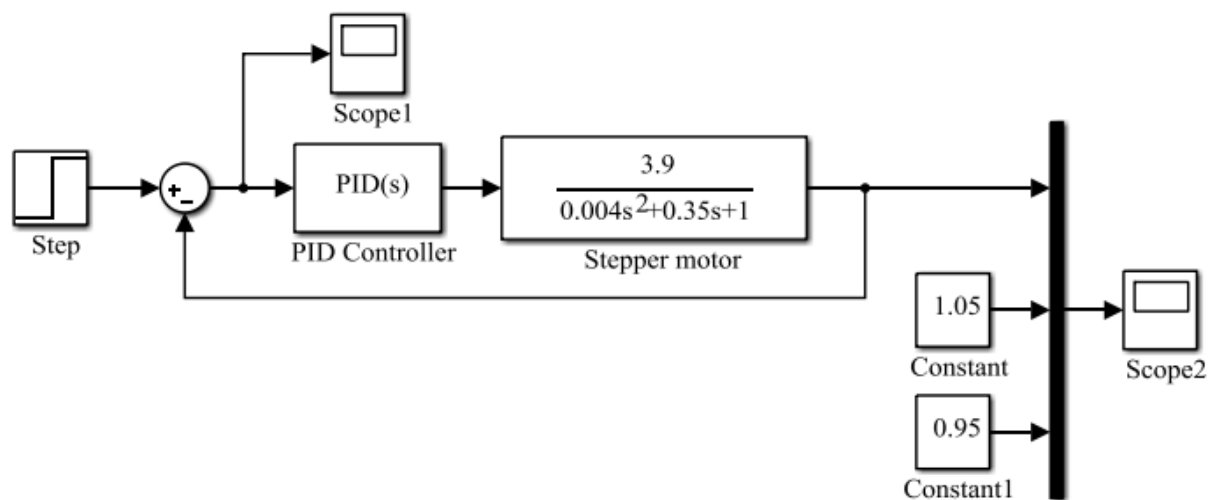 Scope1
+
−
PID(s)
3.9
0.004s²+0.35s+1
Step
PID Controller
Stepper motor
1.05
Constant
Scope2
0.95
Constant1